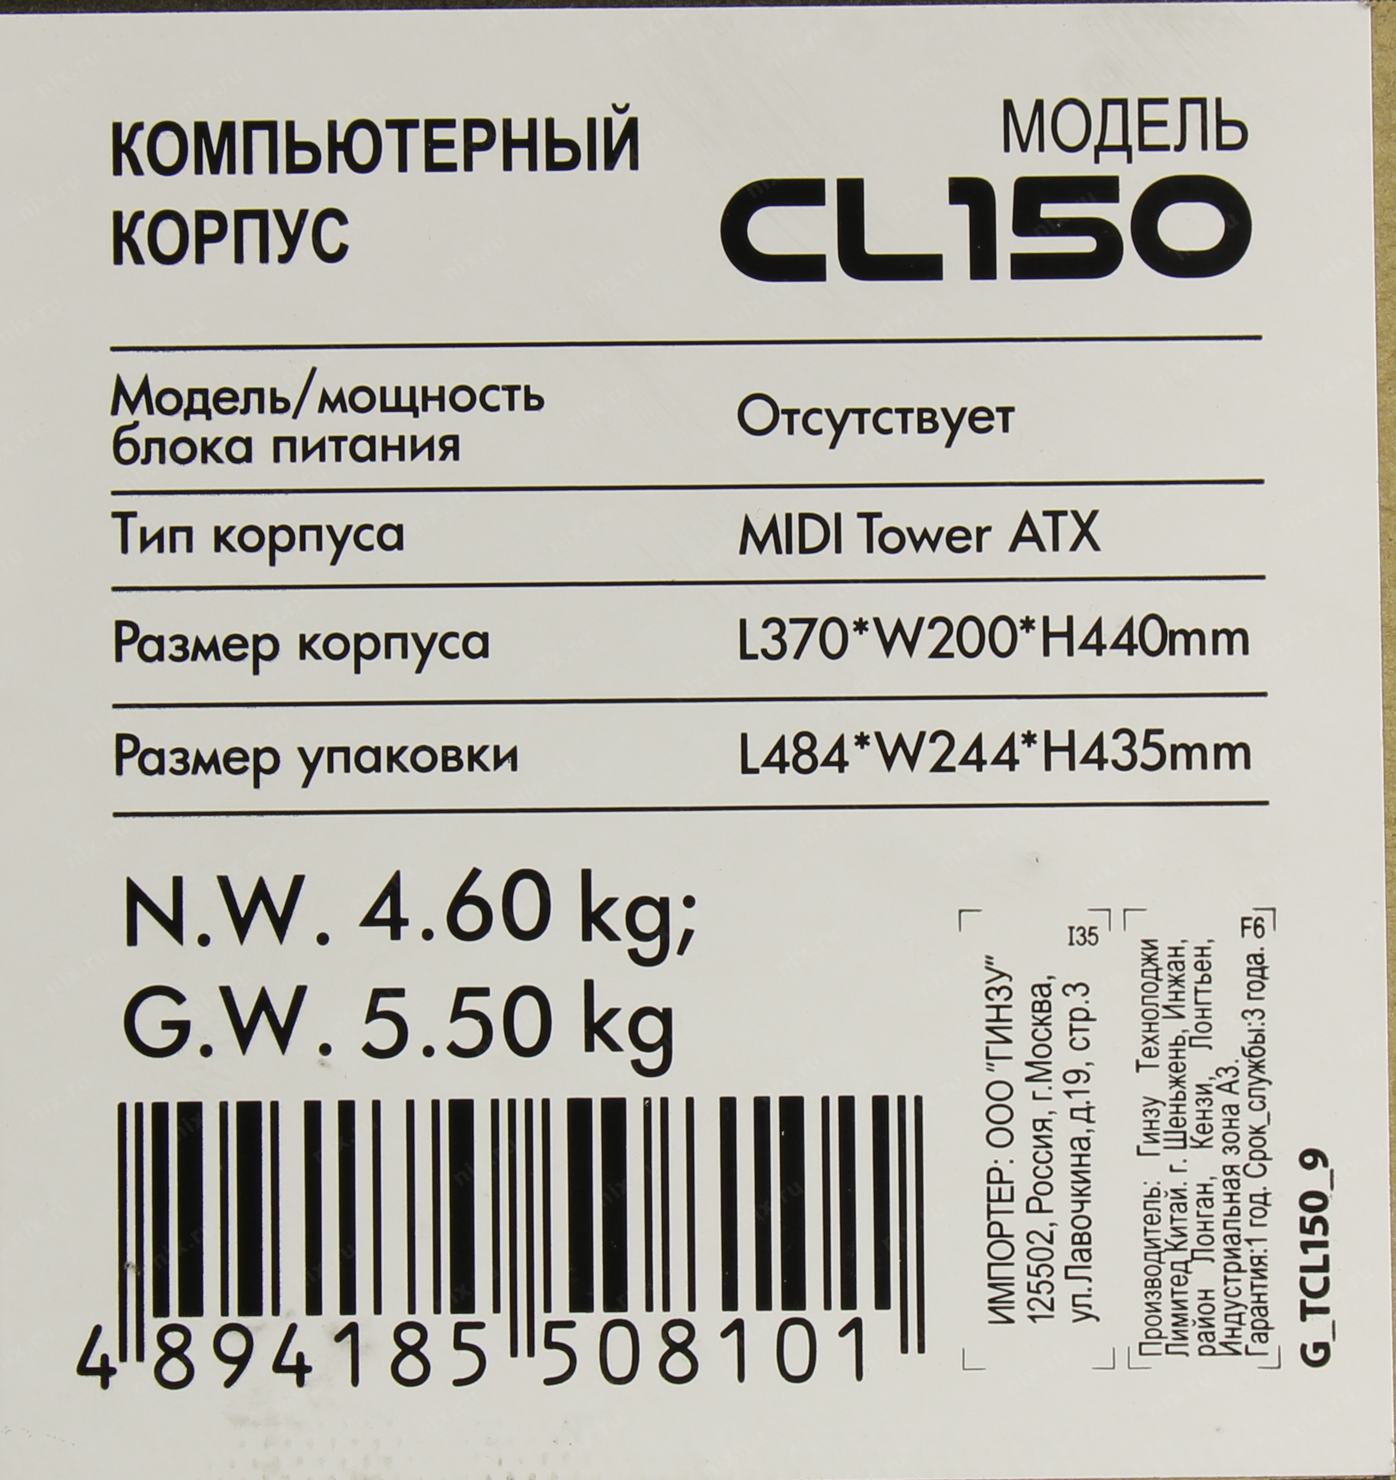 КОМПЬЮТЕРНЫЙ
КОРПУС
МОДЕЛЬ
CL150
Модель/мощность
блока питания
Отсутствует
Тип корпуса
MIDI Tower ATX
Размер корпуса
L370*W200*H440mm
Размер упаковки
L484*W244*H435mm
N.W. 4.60 kg;
G.W. 5.50 kg
4 894185 508101
ИМПОРТЕР: ООО "ГИНЗУ"
125502, Россия, г.Москва,
ул.Лавочкина,д.19, стр.3
I35
Производитель: Гинзу Технолоджи
Лимитед Китай. г. Шеньжень, Инжан,
район Лонган, Кензи, Лонгтьен,
Индустриальная зона А3.
Гарантия:1 год. Срок_службы:3 года.
F6
G_TCL150_9